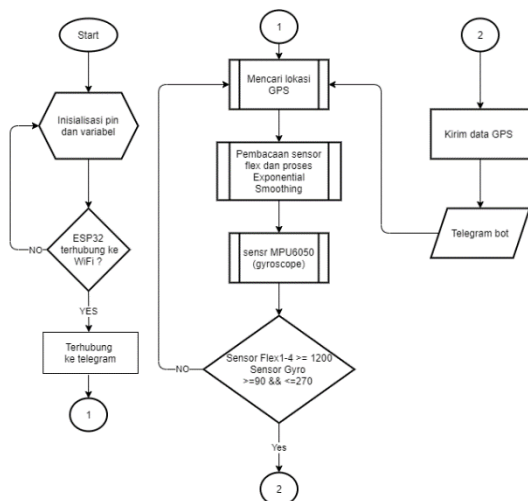 Start
Inisialisasi pin
dan variabel
ESP32
terhubung ke
WiFi ?
NO
YES
Terhubung
ke telegram
1
1
Mencari lokasi
GPS
Pembacaan sensor
flex dan proses
Exponential
Smoothing
sensr MPU6050
(gyroscope)
Sensor Flex1-4 >= 1200
Sensor Gyro
>=90 && <=270
NO
Yes
2
2
Kirim data GPS
Telegram bot